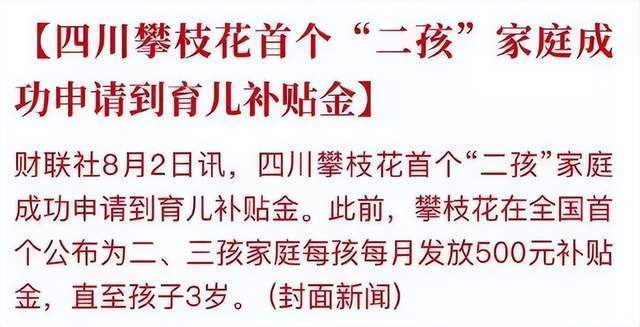 【四川攀枝花首个“二孩”家庭成
功申请到育儿补贴金】
财联社8月2日讯，四川攀枝花首个“二孩”家庭
成功申请到育儿补贴金。此前，攀枝花在全国首
个公布为二、三孩家庭每孩每月发放500元补贴
金，直至孩子3岁。（封面新闻）